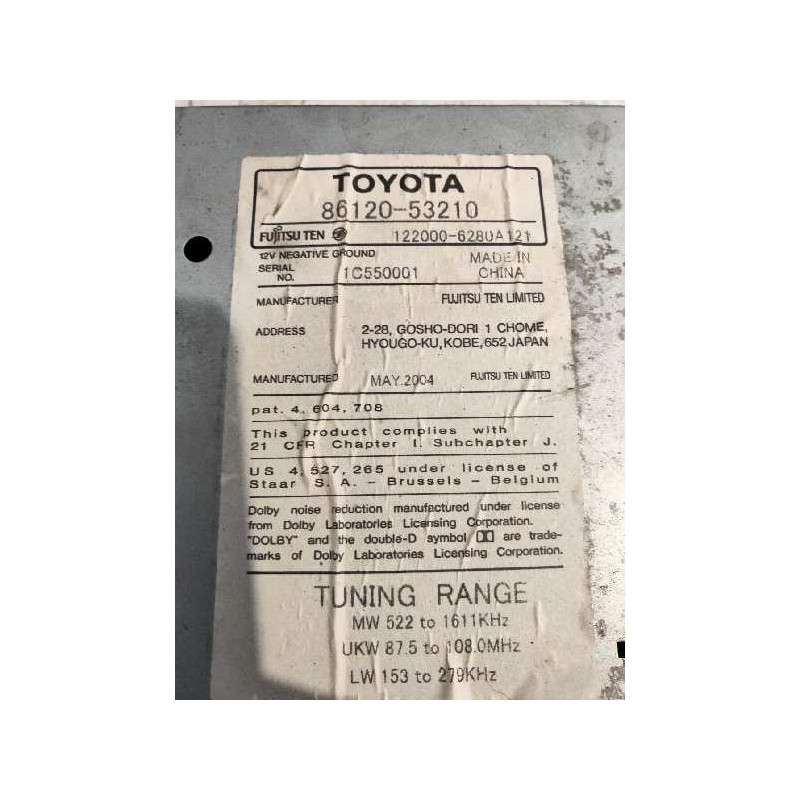 TOYOTA
86120-53210
FUJITSU TEN 122000-6280A121
12V NEGATIVE GROUND
SERIAL NO. 1C550001 MADE IN CHINA
MANUFACTURER FUJITSU TEN LIMITED
ADDRESS 2-28, GOSHO-DORI 1 CHOME,
HYOUGO-KU, KOBE, 652 JAPAN
MANUFACTURED MAY.2004 FUJITSU TEN LIMITED
pat. 4, 604, 708
This product complies with
21 CFR Chapter I, Subchapter J.
US 4, 527, 265 under license of
Staar S. A. - Brussels - Belgium
Dolby noise reduction manufactured under license
from Dolby Laboratories Licensing Corporation.
"DOLBY" and the double-D symbol are trade-
marks of Dolby Laboratories Licensing Corporation.
TUNING RANGE
MW 522 to 1611KHz
UKW 87.5 to 108.0MHz
LW 153 to 279KHz